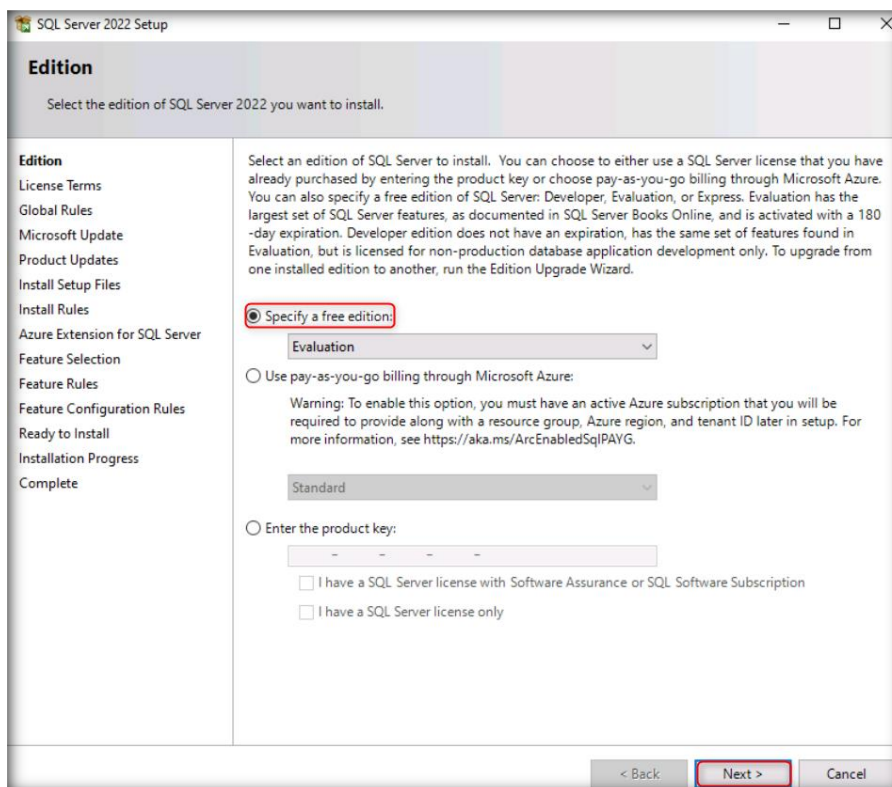 SQL Server 2022 Setup
Edition
Select the edition of SQL Server 2022 you want to install.
Edition
License Terms
Global Rules
Microsoft Update
Product Updates
Install Setup Files
Install Rules
Azure Extension for SQL Server
Feature Selection
Feature Rules
Feature Configuration Rules
Ready to Install
Installation Progress
Complete
Select an edition of SQL Server to install. You can choose to either use a SQL Server license that you have
already purchased by entering the product key or choose pay-as-you-go billing through Microsoft Azure.
You can also specify a free edition of SQL Server: Developer, Evaluation, or Express. Evaluation has the
largest set of SQL Server features, as documented in SQL Server Books Online, and is activated with a 180
-day expiration. Developer edition does not have an expiration, has the same set of features found in
Evaluation, but is licensed for non-production database application development only. To upgrade from
one installed edition to another, run the Edition Upgrade Wizard.
Specify a free edition:
Evaluation
Use pay-as-you-go billing through Microsoft Azure:
Warning: To enable this option, you must have an active Azure subscription that you will be
required to provide along with a resource group, Azure region, and tenant ID later in setup. For
more information, see https://aka.ms/ArcEnabledSqlPAYG.
Standard
Enter the product key:
- - - -
I have a SQL Server license with Software Assurance or SQL Software Subscription
I have a SQL Server license only
< Back Next > Cancel